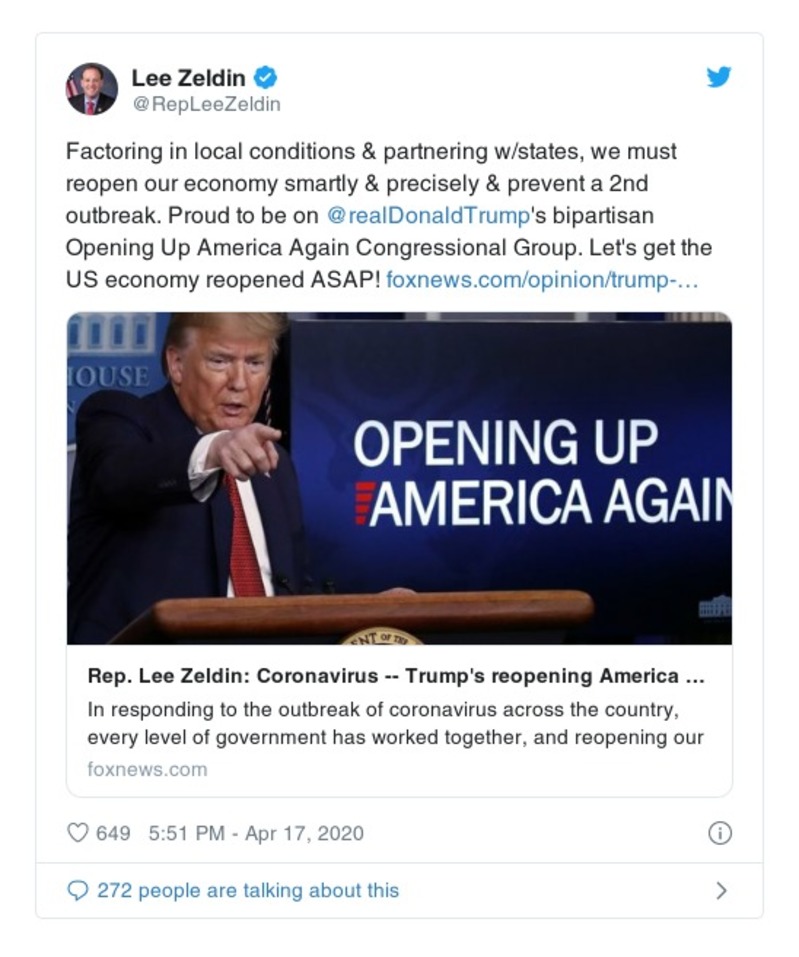 Lee Zeldin
@RepLeeZeldin
Factoring in local conditions & partnering w/states, we must
reopen our economy smartly & precisely & prevent a 2nd
outbreak. Proud to be on @realDonaldTrump's bipartisan
Opening Up America Again Congressional Group. Let's get the
US economy reopened ASAP! foxnews.com/opinion/trump-…
OUSE
OPENING UP
AMERICA AGAIN
ENT OF THE
Rep. Lee Zeldin: Coronavirus -- Trump's reopening America ...
In responding to the outbreak of coronavirus across the country,
every level of government has worked together, and reopening our
foxnews.com
649 5:51 PM - Apr 17, 2020
272 people are talking about this